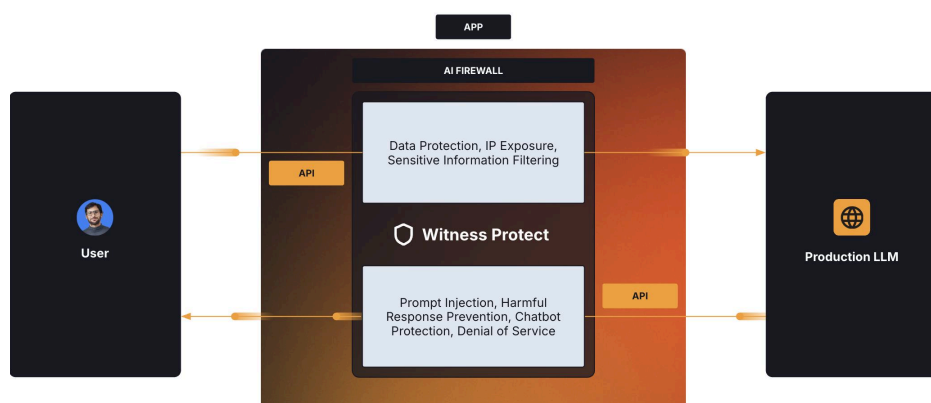 APP
AI FIREWALL
Data Protection, IP Exposure,
Sensitive Information Filtering
API
Witness Protect
User
Production LLM
API
Prompt Injection, Harmful
Response Prevention, Chatbot
Protection, Denial of Service